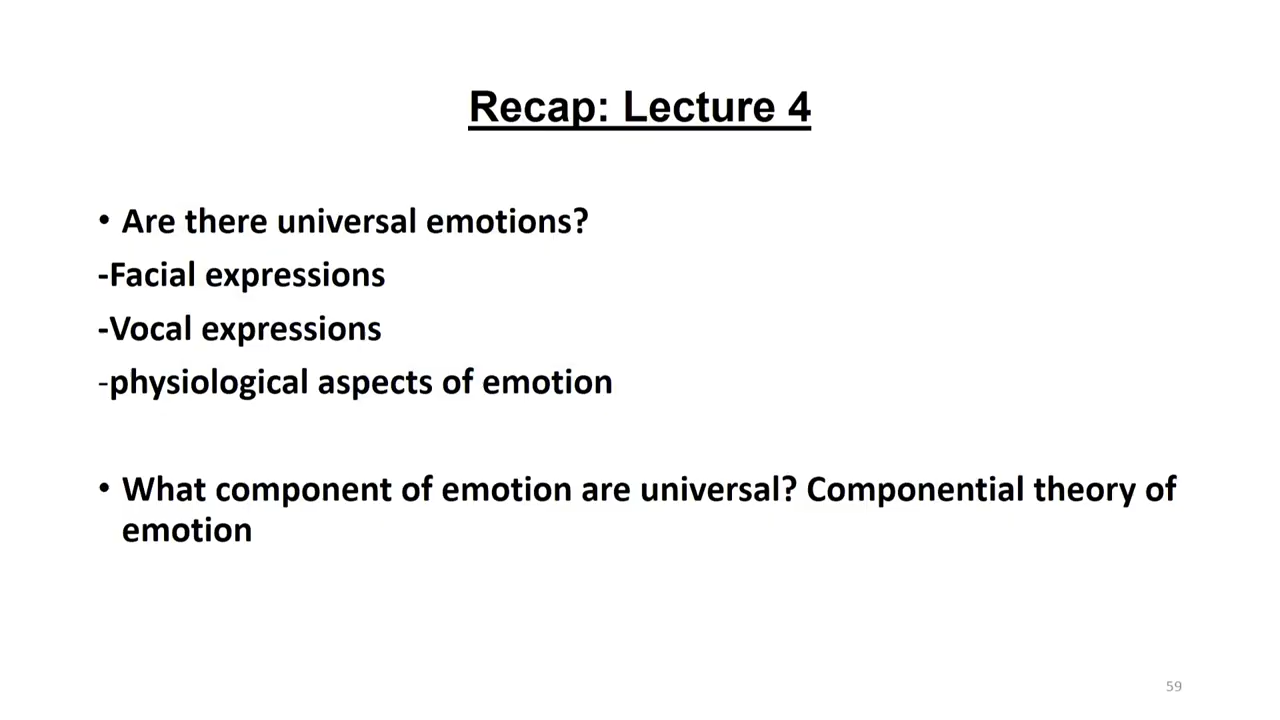 Recap: Lecture 4
• Are there universal emotions?
-Facial expressions
-Vocal expressions
-physiological aspects of emotion
• What component of emotion are universal? Componential theory of
emotion
59